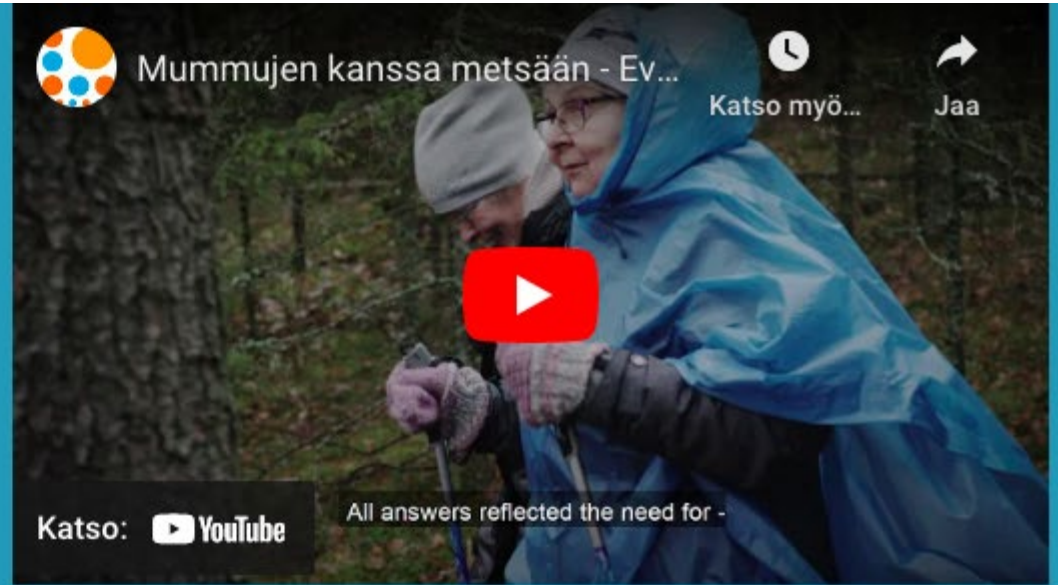 Mummujen kanssa metsään - Ev...
Katso myö...
Jaa
All answers reflected the need for -
Katso: YouTube